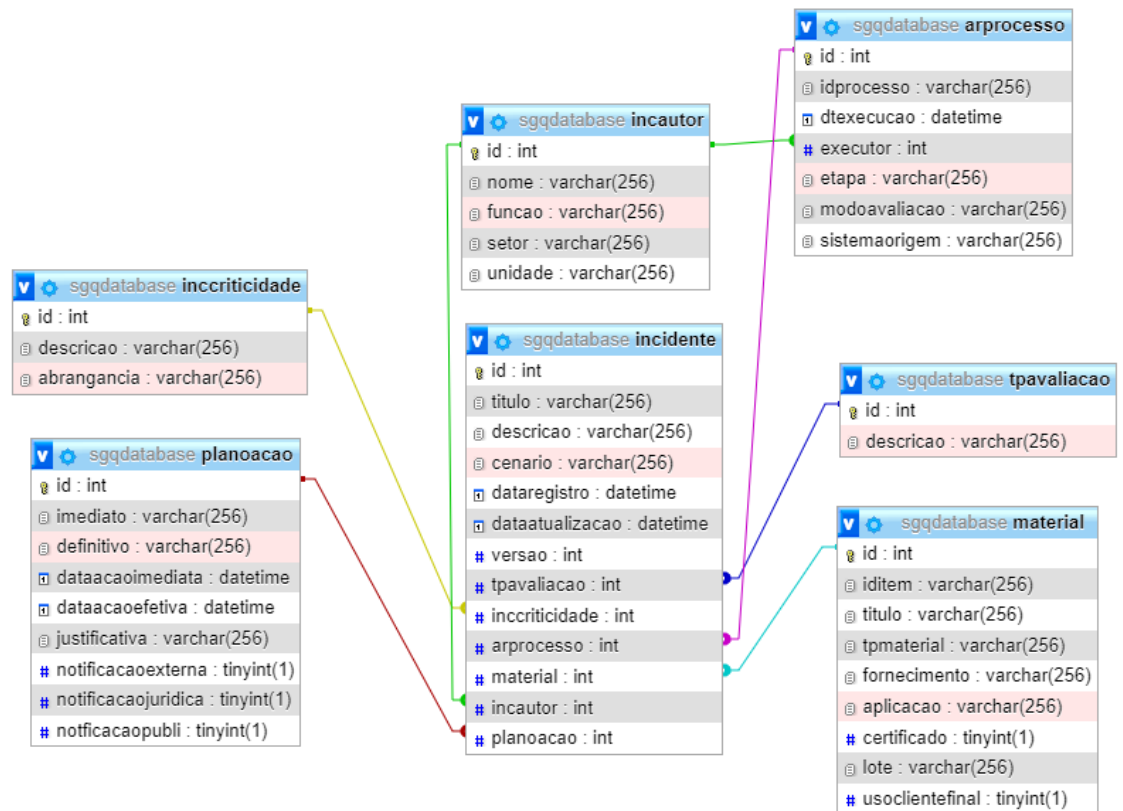 sgqdatabase arprocesso
id : int
idprocesso : varchar(256)
dtexecucao : datetime
executor : int
etapa : varchar(256)
modoavaliacao : varchar(256)
sistemaorigem : varchar(256)
sgqdatabase incautor
id : int
nome : varchar(256)
funcao : varchar(256)
setor : varchar(256)
unidade : varchar(256)
sgqdatabase inccriticidade
id : int
descricao : varchar(256)
abrangancia : varchar(256)
sgqdatabase incidente
id : int
titulo : varchar(256)
descricao : varchar(256)
cenario : varchar(256)
dataregistro : datetime
dataatualizacao : datetime
versao : int
tpavaliacao : int
inccriticidade : int
arprocesso : int
material : int
incautor : int
planoacao : int
sgqdatabase tpavaliacao
id : int
descricao : varchar(256)
sgqdatabase planoacao
id : int
imediato : varchar(256)
definitivo : varchar(256)
dataacaoimediata : datetime
dataacaoefetiva : datetime
justificativa : varchar(256)
notificacaoexterna : tinyint(1)
notificacaojuridica : tinyint(1)
notficacaopubli : tinyint(1)
sgqdatabase material
id : int
iditem : varchar(256)
titulo : varchar(256)
tpmaterial : varchar(256)
fornecimento : varchar(256)
aplicacao : varchar(256)
certificado : tinyint(1)
lote : varchar(256)
usoclientefinal : tinyint(1)